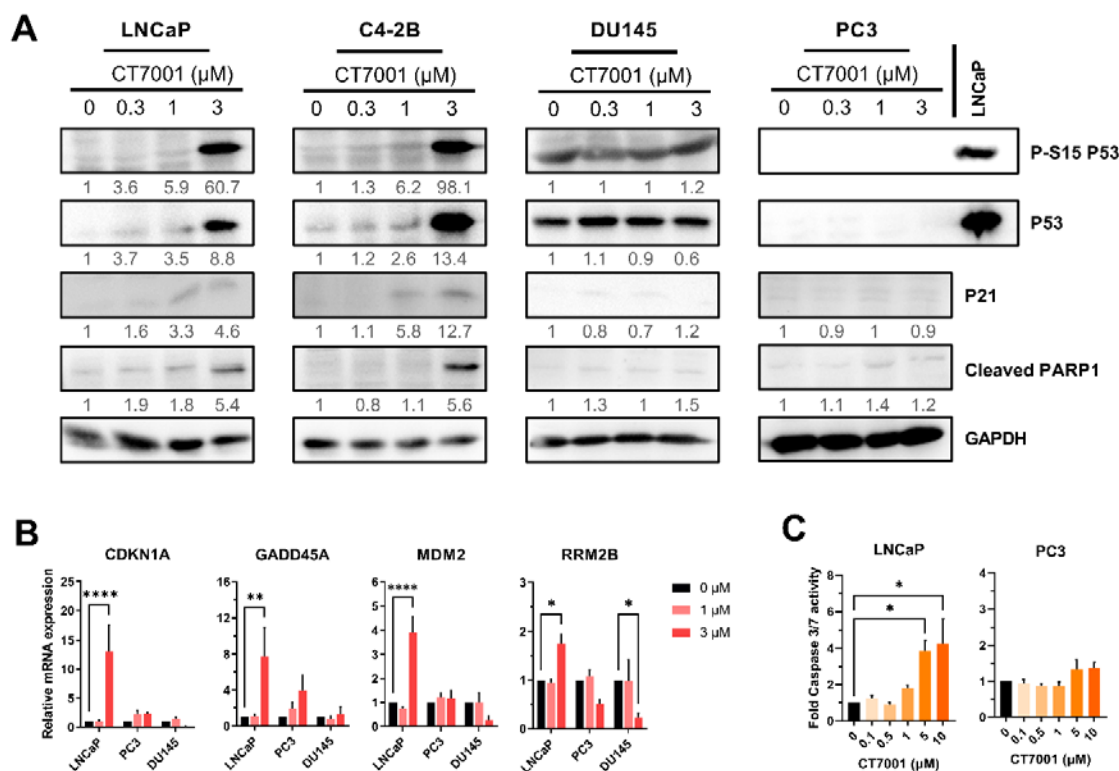 A
LNCaP
C4-2B
DU145
PC3
LNCaP
CT7001 (µM)
CT7001 (µM)
CT7001 (µM)
CT7001 (µM)
0 0.3 1 3
0 0.3 1 3
0 0.3 1 3
0 0.3 1 3
P-S15 P53
1 3.6 5.9 60.7
1 1.3 6.2 98.1
1 1 1 1.2
P53
1 3.7 3.5 8.8
1 1.2 2.6 13.4
1 1.1 0.9 0.6
P21
1 1.6 3.3 4.6
1 1.1 5.8 12.7
1 0.8 0.7 1.2
1 0.9 1 0.9
Cleaved PARP1
1 1.9 1.8 5.4
1 0.8 1.1 5.6
1 1.3 1 1.5
1 1.1 1.4 1.2
GAPDH
B
Relative mRNA expression
CDKN1A
25
20
15
10
5
0
****
LNCaP
PC3
DU145
GADD45A
16
12
8
4
0
**
LNCaP
PC3
DU145
MDM2
6
5
4
3
2
1
0
****
LNCaP
PC3
DU145
RRM2B
3
2
1
0
*
*
LNCaP
PC3
DU145
0 µM
1 µM
3 µM
C
Fold Caspase 3/7 activity
LNCaP
8
6
4
2
0
*
*
0 0.1 0.5 1 5 10
CT7001 (µM)
PC3
4
3
2
1
0
0 0.1 0.5 1 5 10
CT7001 (µM)